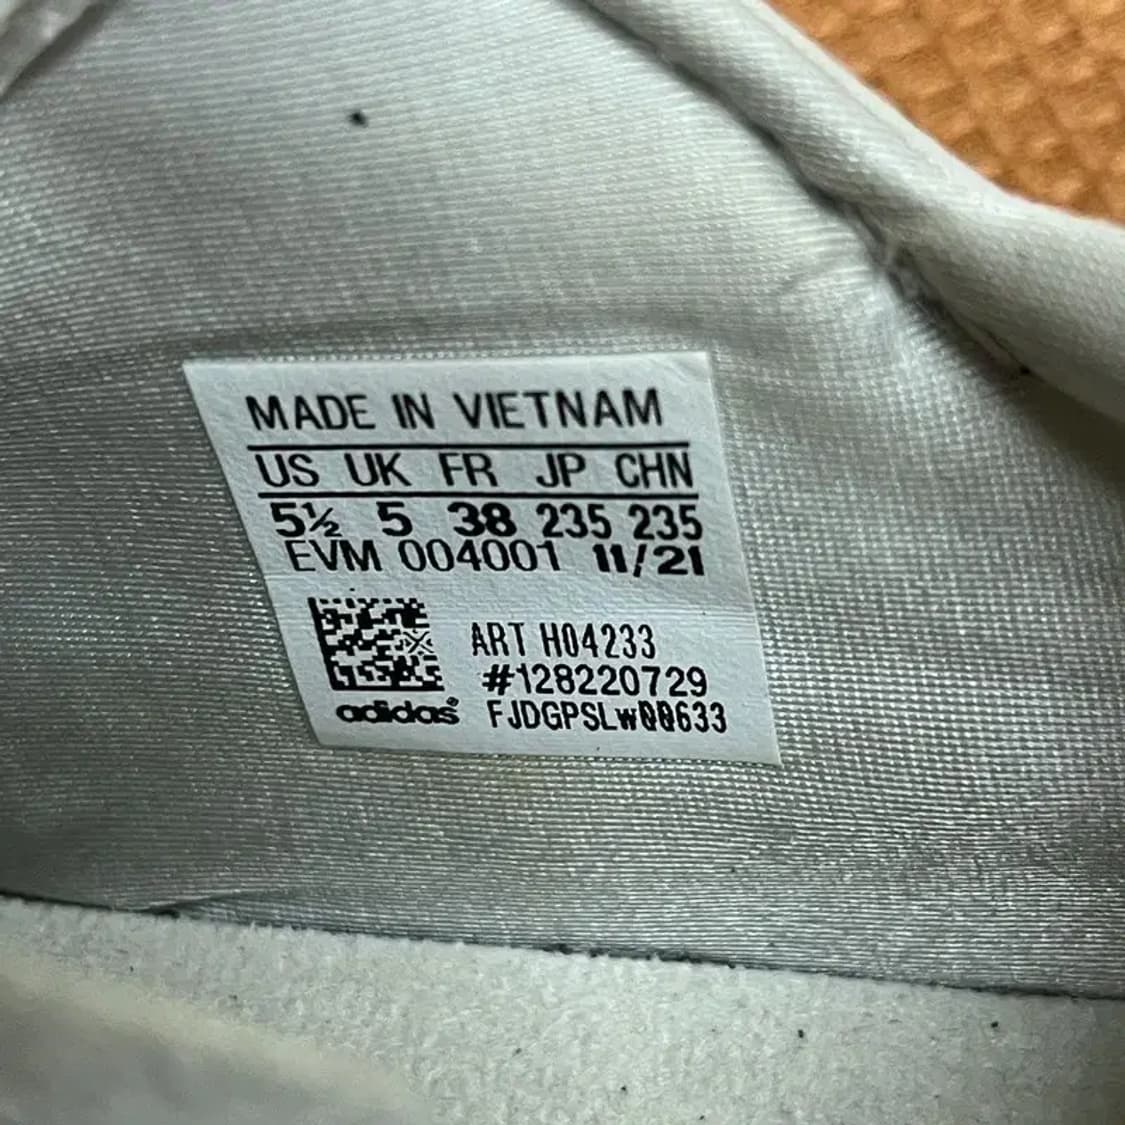 MADE IN VIETNAM
US UK FR JP CHN
5½ 5 38 235 235
EVM 004001 11/21
ART H04233
#128220729
adidas® FJDGPSLW00633